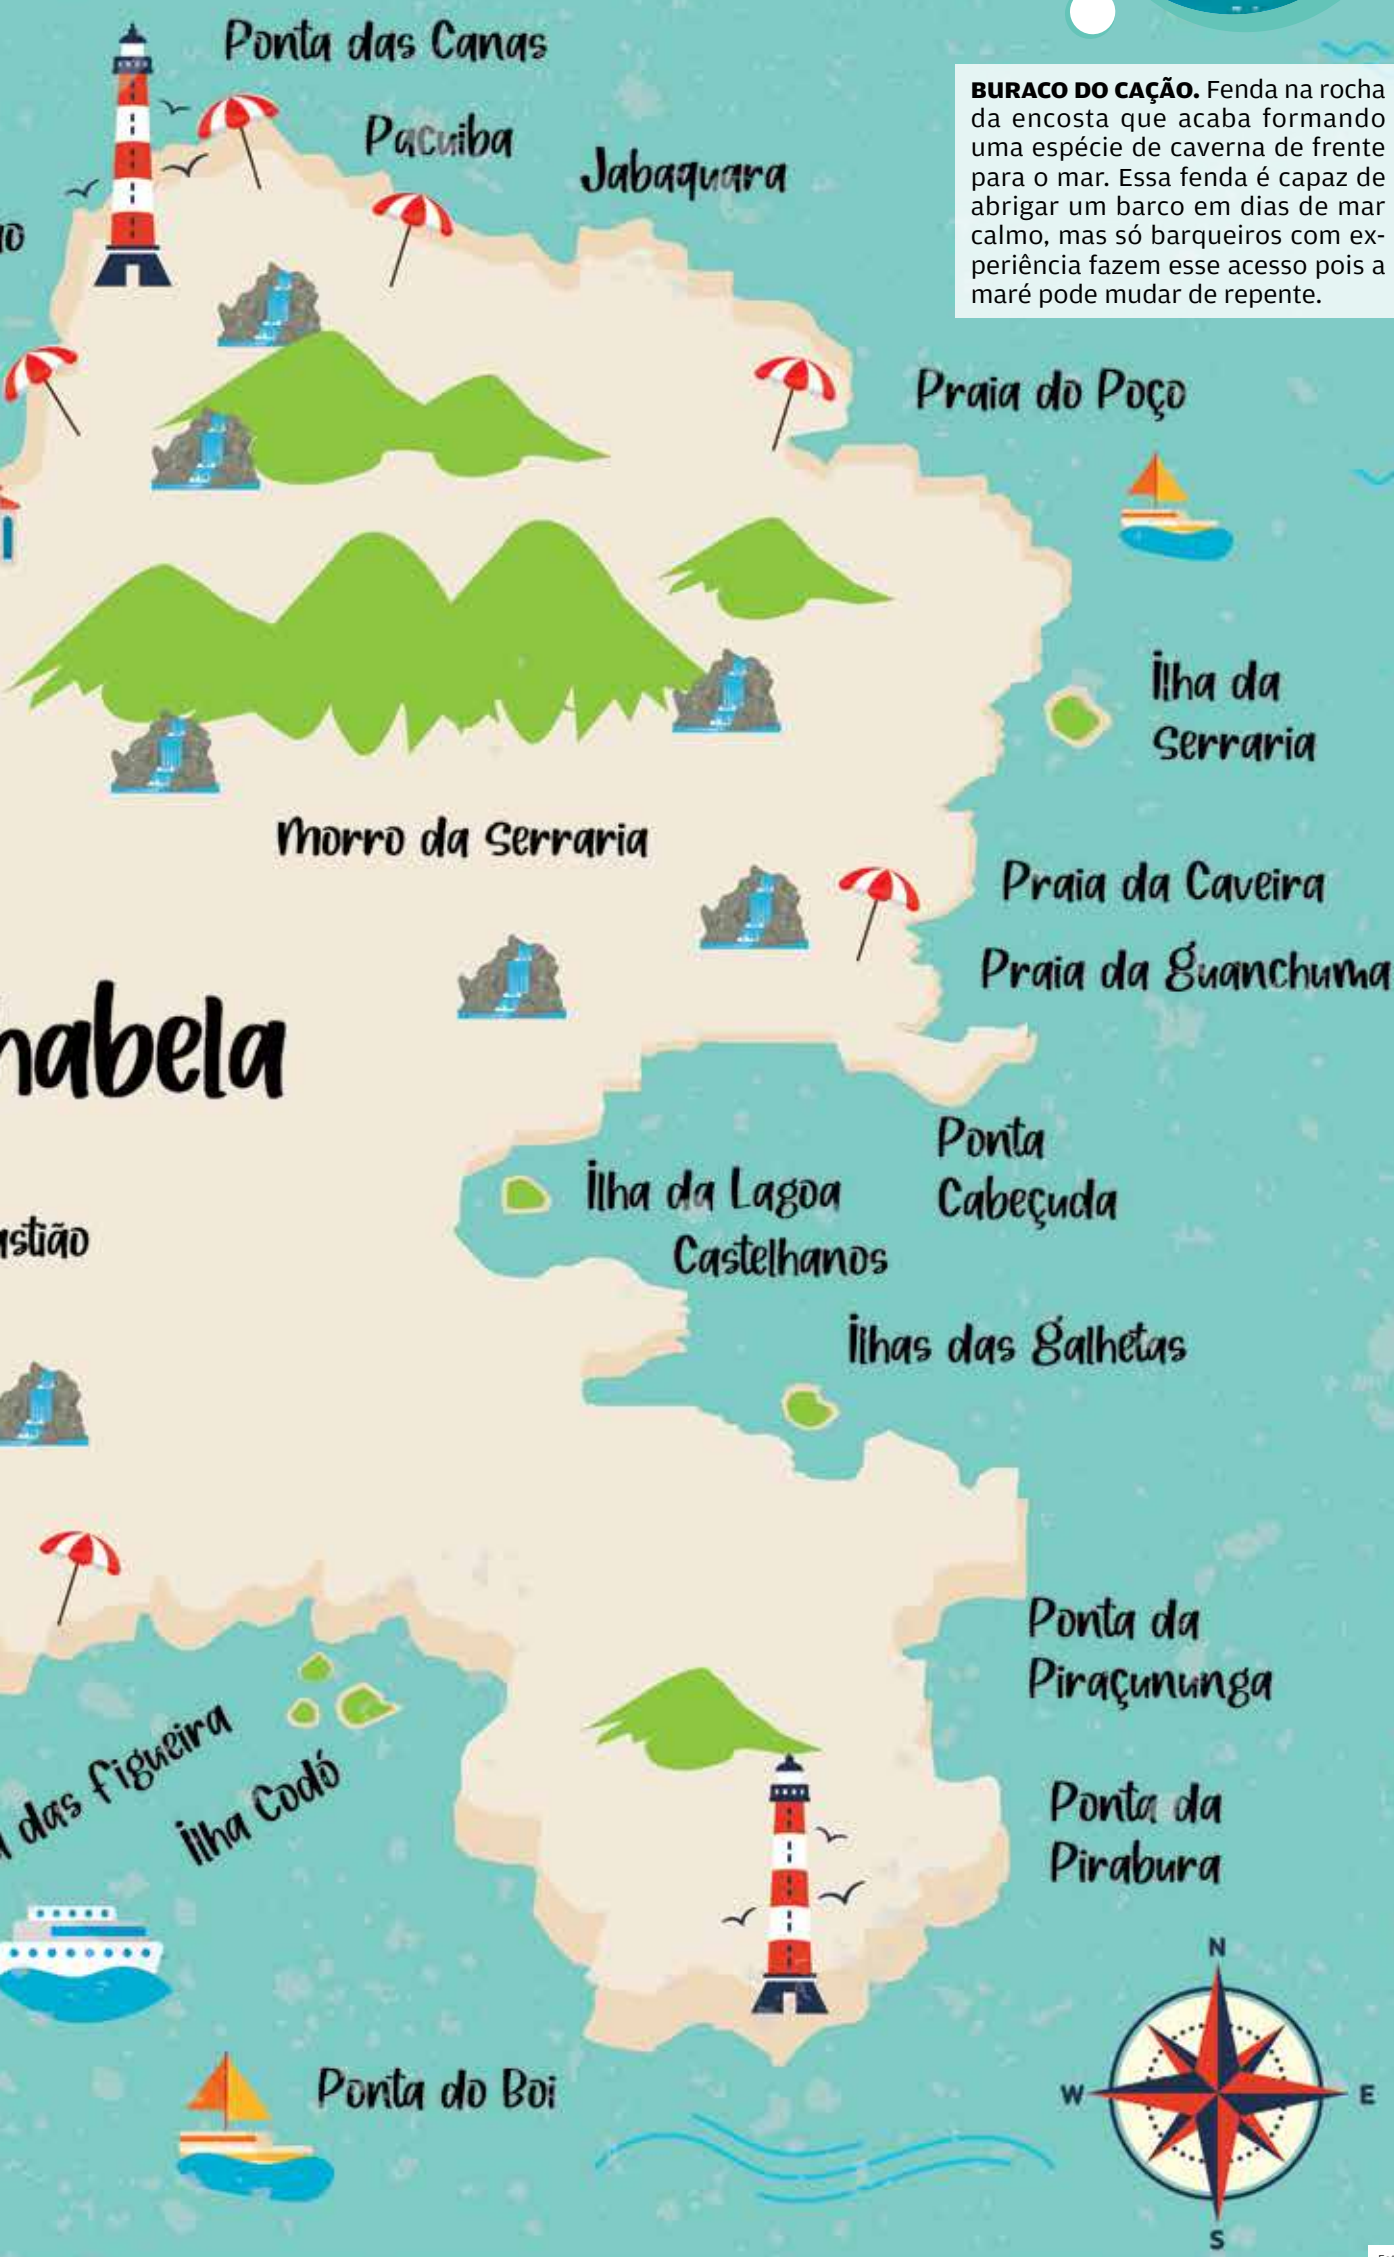 Ponta das Canas
Pacuiba
Jabaquara
BURACO DO CAÇÃO. Fenda na rocha
da encosta que acaba formando
uma espécie de caverna de frente
para o mar. Essa fenda é capaz de
abrigar um barco em dias de mar
calmo, mas só barqueiros com ex-
periência fazem esse acesso pois a
maré pode mudar de repente.
Praia do Poço
Ilha da
Serraria
Morro da Serraria
Praia da Caveira
Praia da Guanchuma
habela
Ponta
Cabeçuda
Ilha da Lagoa
astião
Castelhanos
Ilhas das Galhetas
Ponta da
Piraçununga
das figueira
Ilha Codó
Ponta da
Pirabura
Ponta do Boi
N
W
E
S